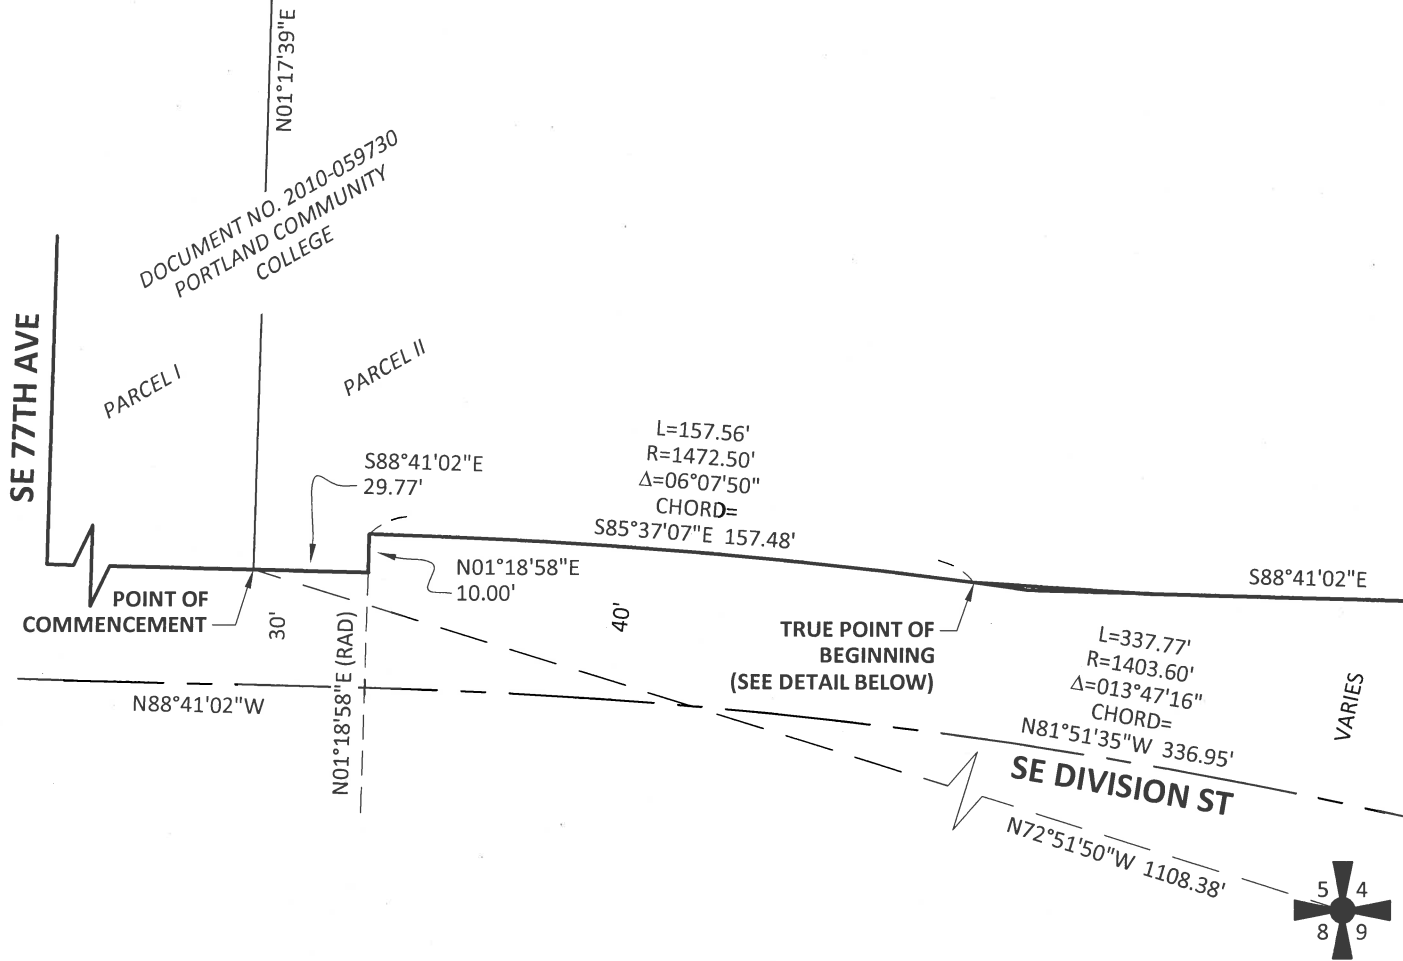 N01°17'39"E
DOCUMENT NO. 2010-059730
PORTLAND COMMUNITY
COLLEGE
SE 77TH AVE
PARCEL I
PARCEL II
S88°41'02"E
29.77'
L=157.56'
R=1472.50'
Δ=06°07'50"
CHORD=
S85°37'07"E 157.48'
N01°18'58"E
10.00'
S88°41'02"E
POINT OF
COMMENCEMENT
30'
40'
TRUE POINT OF
BEGINNING
(SEE DETAIL BELOW)
L=337.77'
R=1403.60'
Δ=013°47'16"
CHORD=
N81°51'35"W 336.95'
VARIES
N88°41'02"W
N01°18'58"E (RAD)
SE DIVISION ST
N72°51'50"W 1108.38'
5 4
8 9